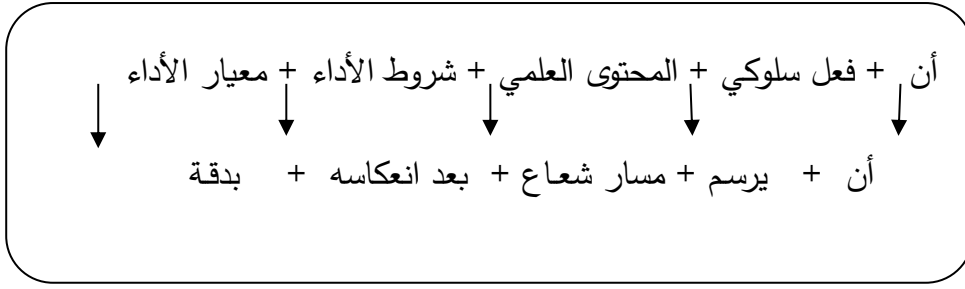 أن + فعل سلوكي + المحتوى العلمي + شروط الأداء + معيار الأداء
أن + يرسم + مسار شعاع + بعد انعكاسه + بدقة